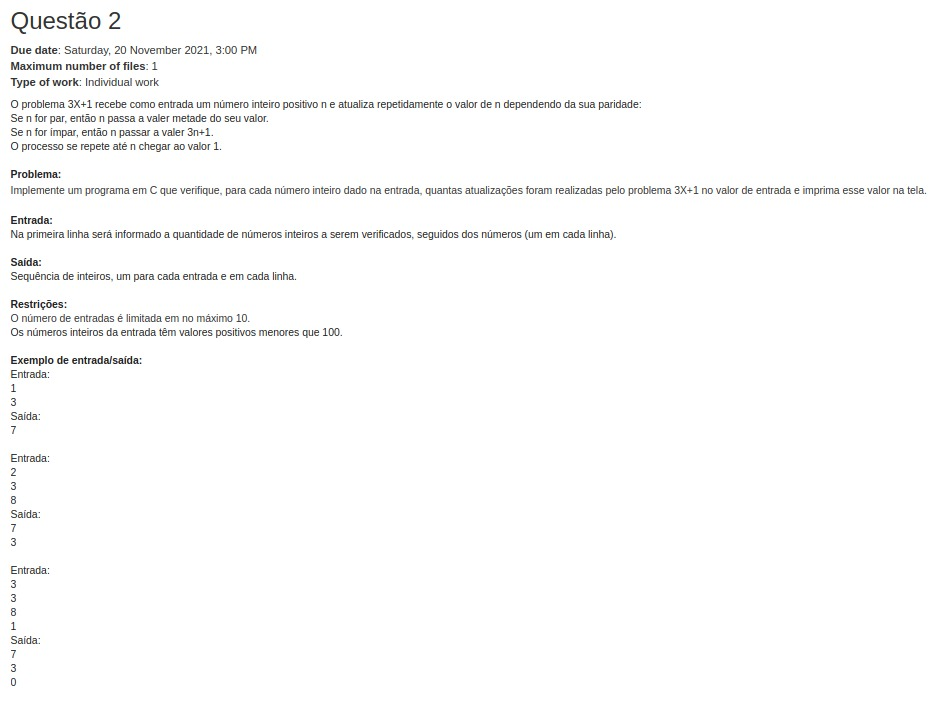 Questão 2
Due date: Saturday, 20 November 2021, 3:00 PM
Maximum number of files: 1
Type of work: Individual work
O problema 3X+1 recebe como entrada um número inteiro positivo n e atualiza repetidamente o valor de n dependendo da sua paridade:
Se n for par, então n passa a valer metade do seu valor.
Se n for ímpar, então n passar a valer 3n+1.
O processo se repete até n chegar ao valor 1.
Problema:
Implemente um programa em C que verifique, para cada número inteiro dado na entrada, quantas atualizações foram realizadas pelo problema 3X+1 no valor de entrada e imprima esse valor na tela.
Entrada:
Na primeira linha será informado a quantidade de números inteiros a serem verificados, seguidos dos números (um em cada linha).
Saída:
Sequência de inteiros, um para cada entrada e em cada linha.
Restrições:
O número de entradas é limitada em no máximo 10.
Os números inteiros da entrada têm valores positivos menores que 100.
Exemplo de entrada/saída:
Entrada:
1
3
Saída:
7
Entrada:
2
3
8
Saída:
7
3
Entrada:
3
3
8
1
Saída:
7
3
0